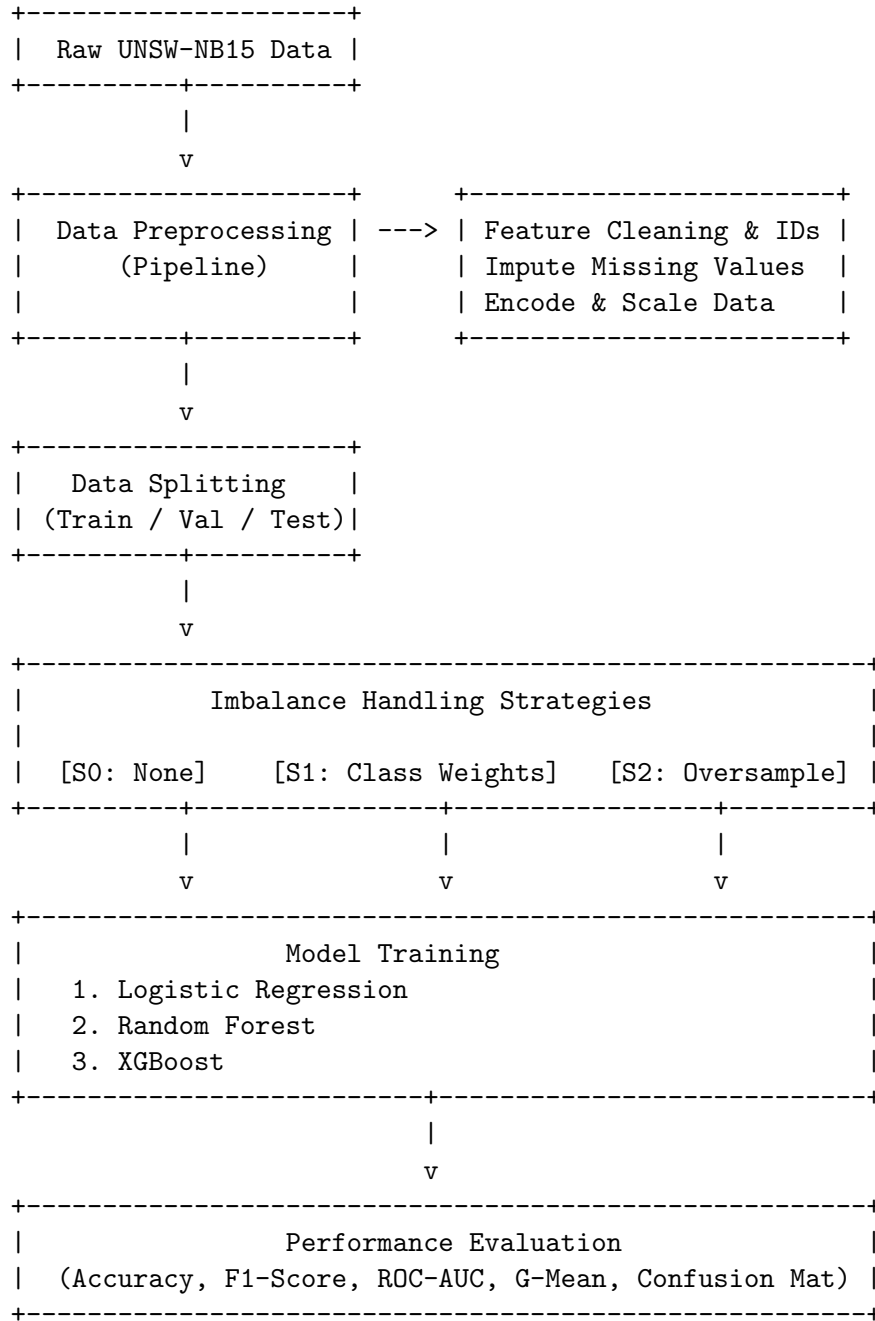 Raw UNSW-NB15 Data
Data Preprocessing ---> Feature Cleaning & IDs
(Pipeline) Impute Missing Values
Encode & Scale Data
Data Splitting
(Train / Val / Test)
Imbalance Handling Strategies
[S0: None] [S1: Class Weights] [S2: Oversample]
Model Training
1. Logistic Regression
2. Random Forest
3. XGBoost
Performance Evaluation
(Accuracy, F1-Score, ROC-AUC, G-Mean, Confusion Mat)